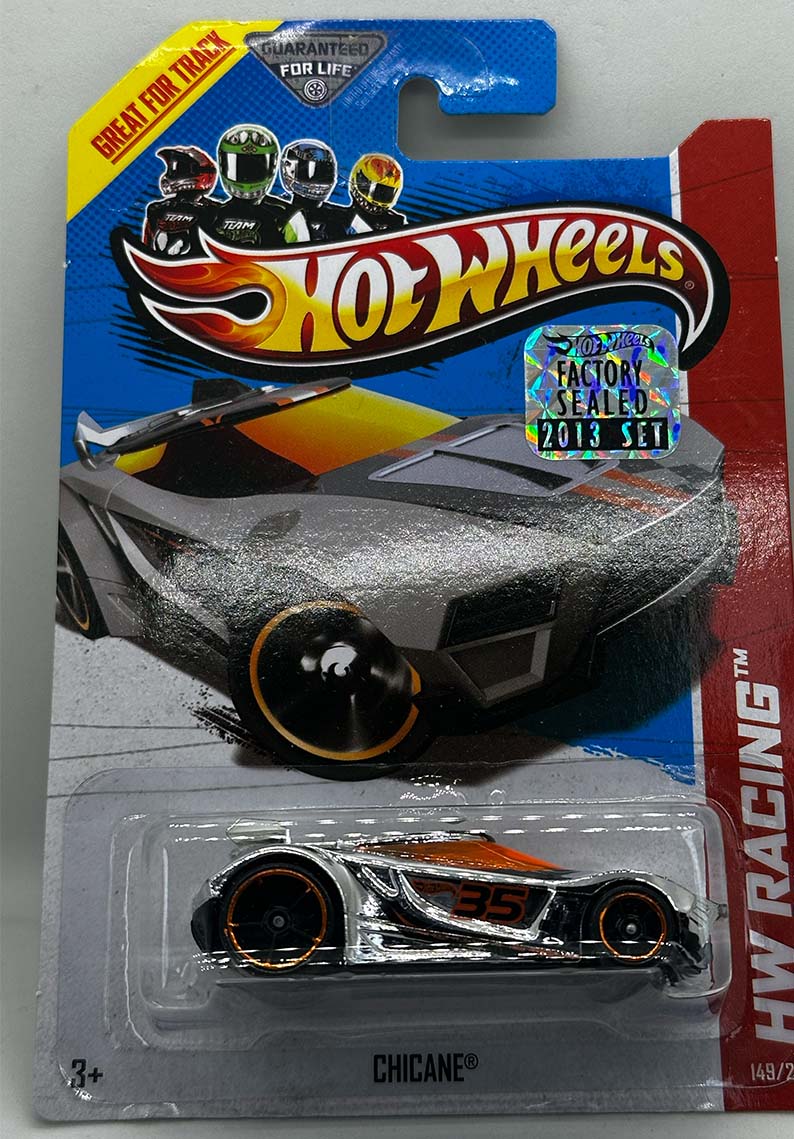 GREAT FOR TRACK
GUARANTEED
FOR LIFE
TEAM
TEAM
HOT WHEELS®
HOT WHEELS
FACTORY
SEALED
2013 SET
HW RACING™
35
3+
CHICANE®
149/2